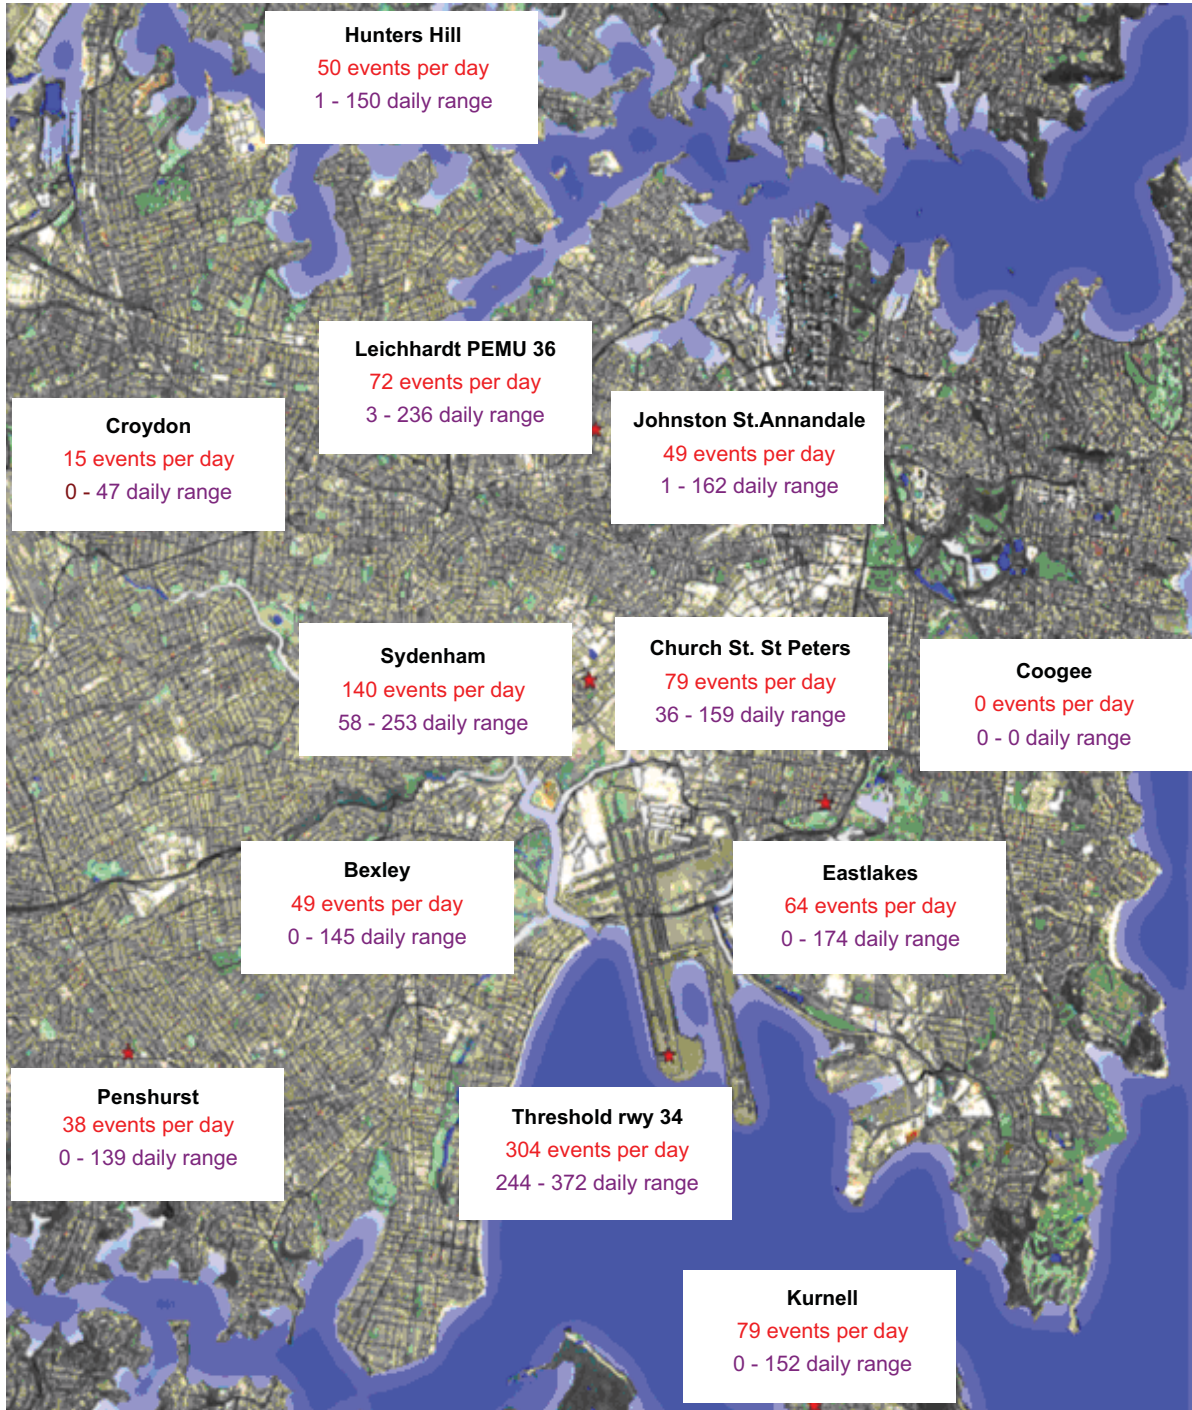 Hunters Hill
50 events per day
1 - 150 daily range
Leichhardt PEMU 36
72 events per day
3 - 236 daily range
Croydon
15 events per day
0 - 47 daily range
Johnston St.Annandale
49 events per day
1 - 162 daily range
Sydenham
140 events per day
58 - 253 daily range
Church St. St Peters
79 events per day
36 - 159 daily range
Coogee
0 events per day
0 - 0 daily range
Bexley
49 events per day
0 - 145 daily range
Eastlakes
64 events per day
0 - 174 daily range
Penshurst
38 events per day
0 - 139 daily range
Threshold rwy 34
304 events per day
244 - 372 daily range
Kurnell
79 events per day
0 - 152 daily range